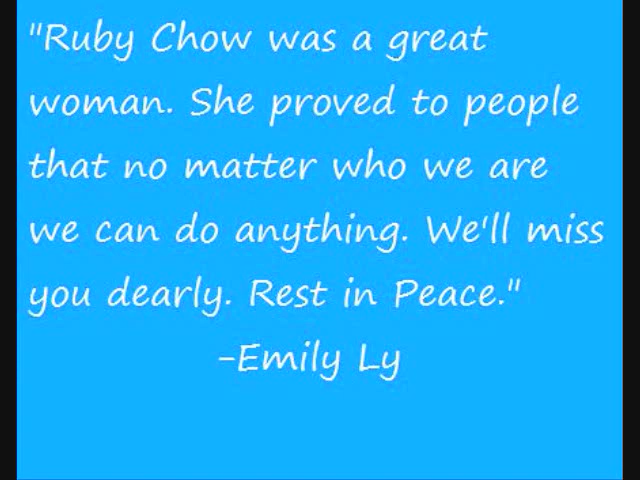 "Ruby Chow was a great
woman. She proved to people
that no matter who we are
we can do anything. We'll miss
you dearly. Rest in Peace."
-Emily Ly